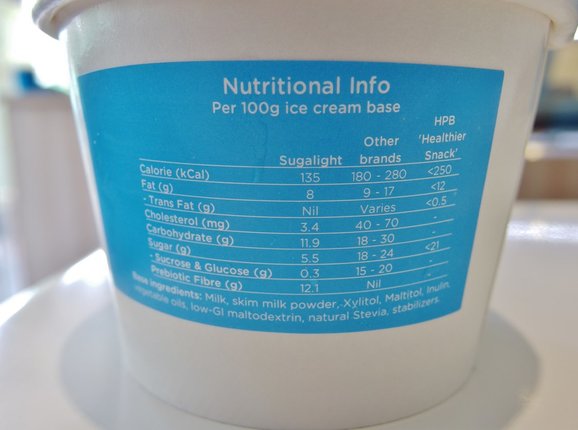 Nutritional Info
Per 100g ice cream base
Sugalight Other brands HPB 'Healthier Snack'
Calorie (kCal) 135 180 - 280 <250
Fat (g) 8 9 - 17 <12
- Trans Fat (g) Nil Varies <0.5
Cholesterol (mg) 3.4 40 - 70 -
Carbohydrate (g) 11.9 18 - 30 -
Sugar (g) 5.5 18 - 24 <21
- Sucrose & Glucose (g) 0.3 15 - 20 -
Prebiotic Fibre (g) 12.1 Nil -
Base ingredients: Milk, skim milk powder, Xylitol, Maltitol, Inulin,
vegetable oils, low-GI maltodextrin, natural Stevia, stabilizers.